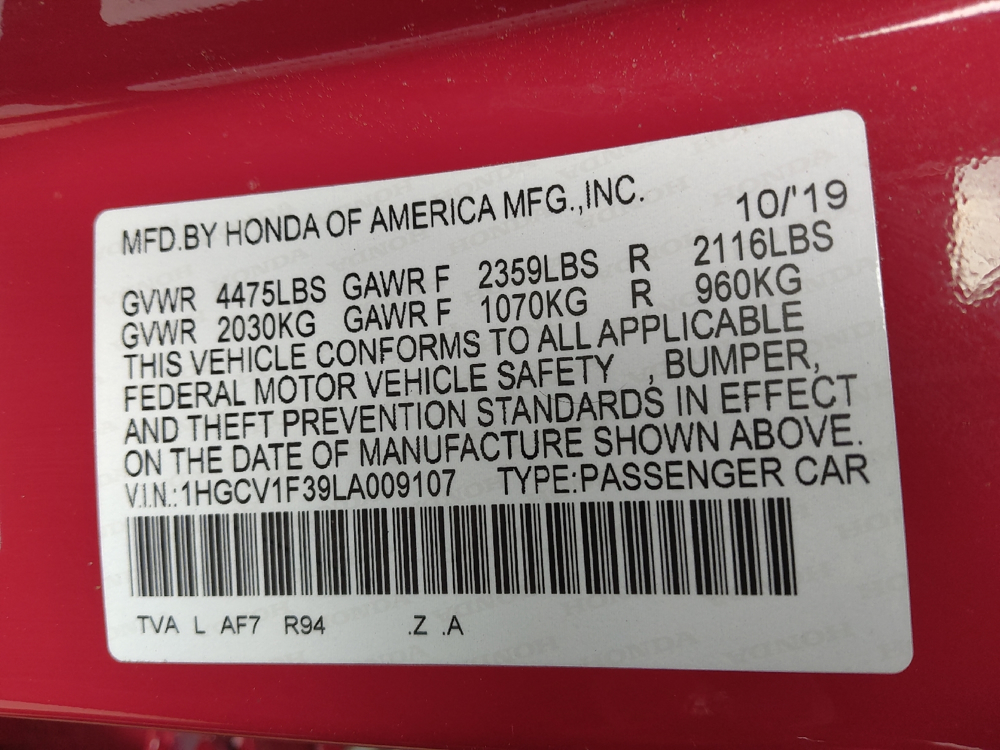 MFD.BY HONDA OF AMERICA MFG.,INC. 10/'19
GVWR 4475LBS GAWR F 2359LBS R 2116LBS
GVWR 2030KG GAWR F 1070KG R 960KG
THIS VEHICLE CONFORMS TO ALL APPLICABLE
FEDERAL MOTOR VEHICLE SAFETY , BUMPER,
AND THEFT PREVENTION STANDARDS IN EFFECT
ON THE DATE OF MANUFACTURE SHOWN ABOVE.
V.I.N.:1HGCV1F39LA009107 TYPE:PASSENGER CAR
TVA L AF7 R94 .Z .A